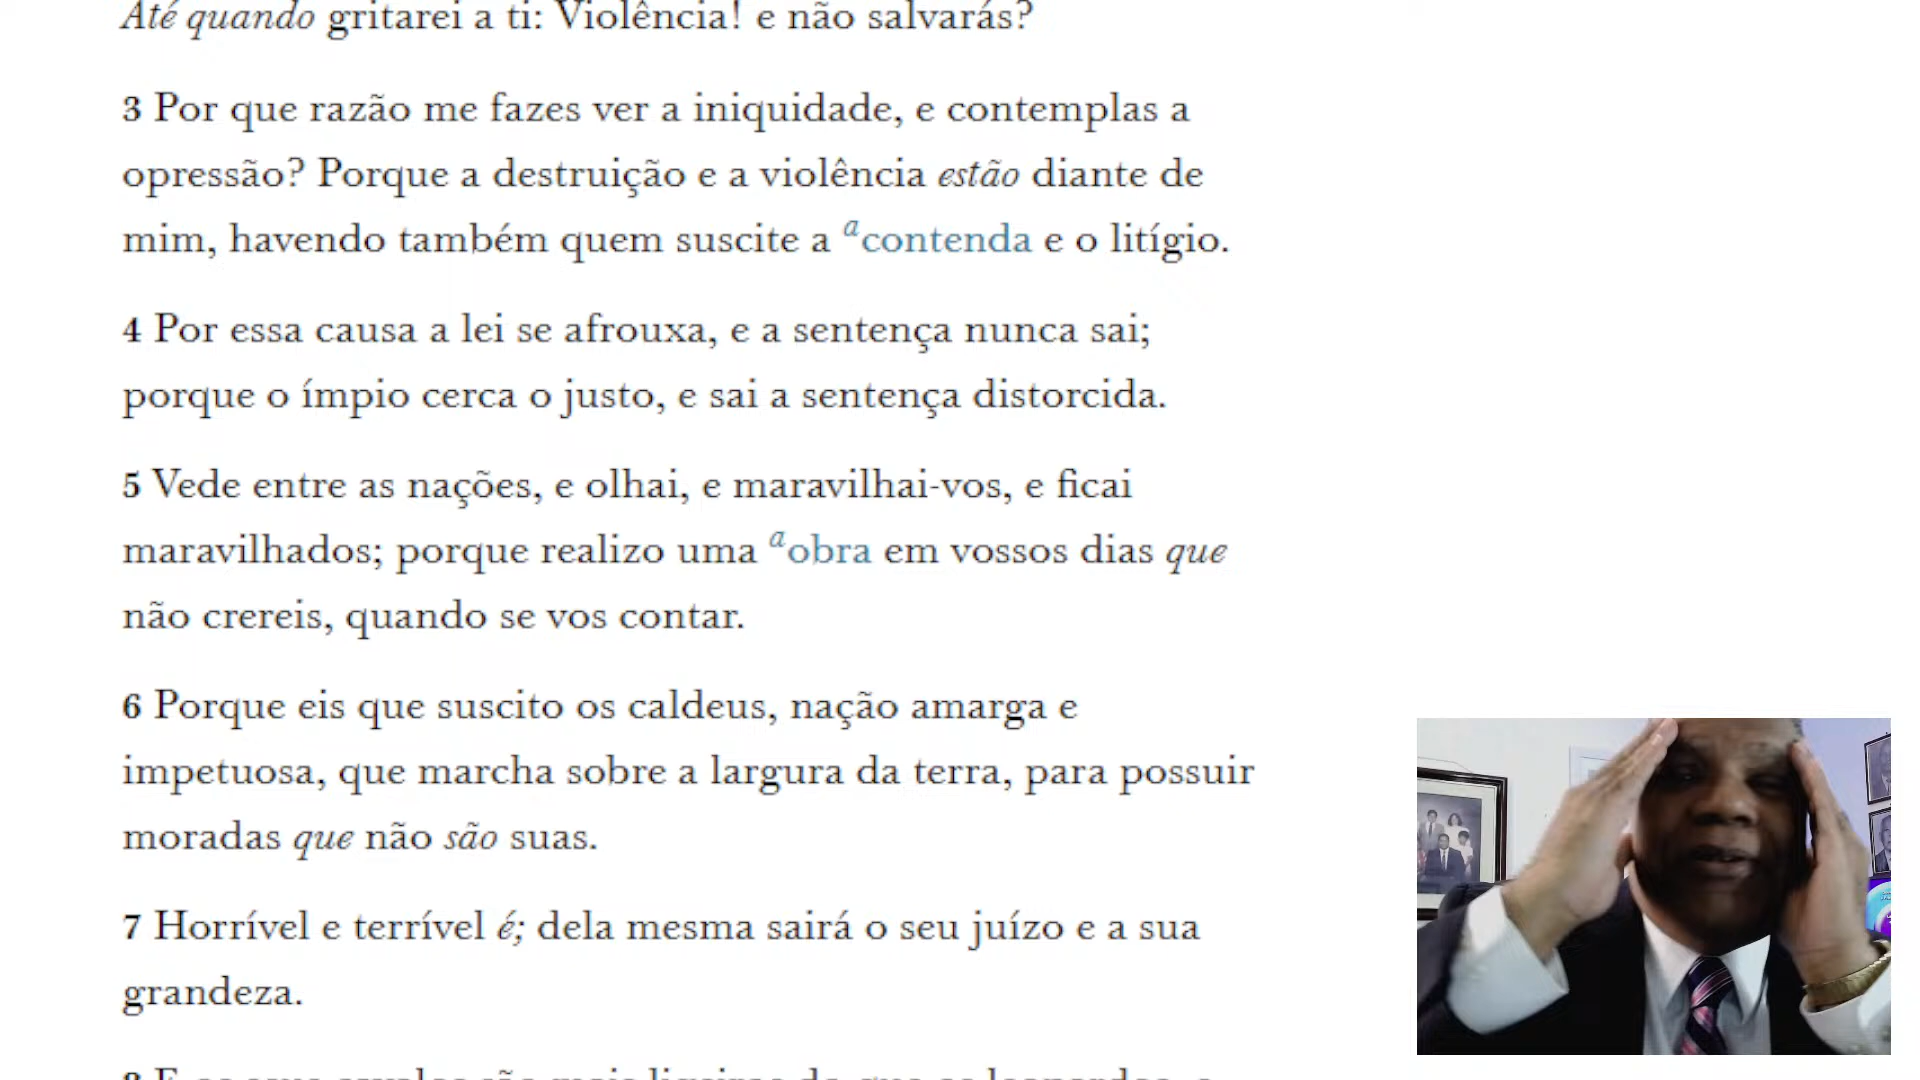 Até quando gritarei a ti: Violência! e não salvarás?
3 Por que razão me fazes ver a iniquidade, e contemplas a
opressão? Porque a destruição e a violência estão diante de
mim, havendo também quem suscite a ᵃcontenda e o litígio.
4 Por essa causa a lei se afrouxa, e a sentença nunca sai;
porque o ímpio cerca o justo, e sai a sentença distorcida.
5 Vede entre as nações, e olhai, e maravilhai-vos, e ficai
maravilhados; porque realizo uma ᵃobra em vossos dias que
não crereis, quando se vos contar.
6 Porque eis que suscito os caldeus, nação amarga e
impetuosa, que marcha sobre a largura da terra, para possuir
moradas que não são suas.
7 Horrível e terrível é; dela mesma sairá o seu juízo e a sua
grandeza.